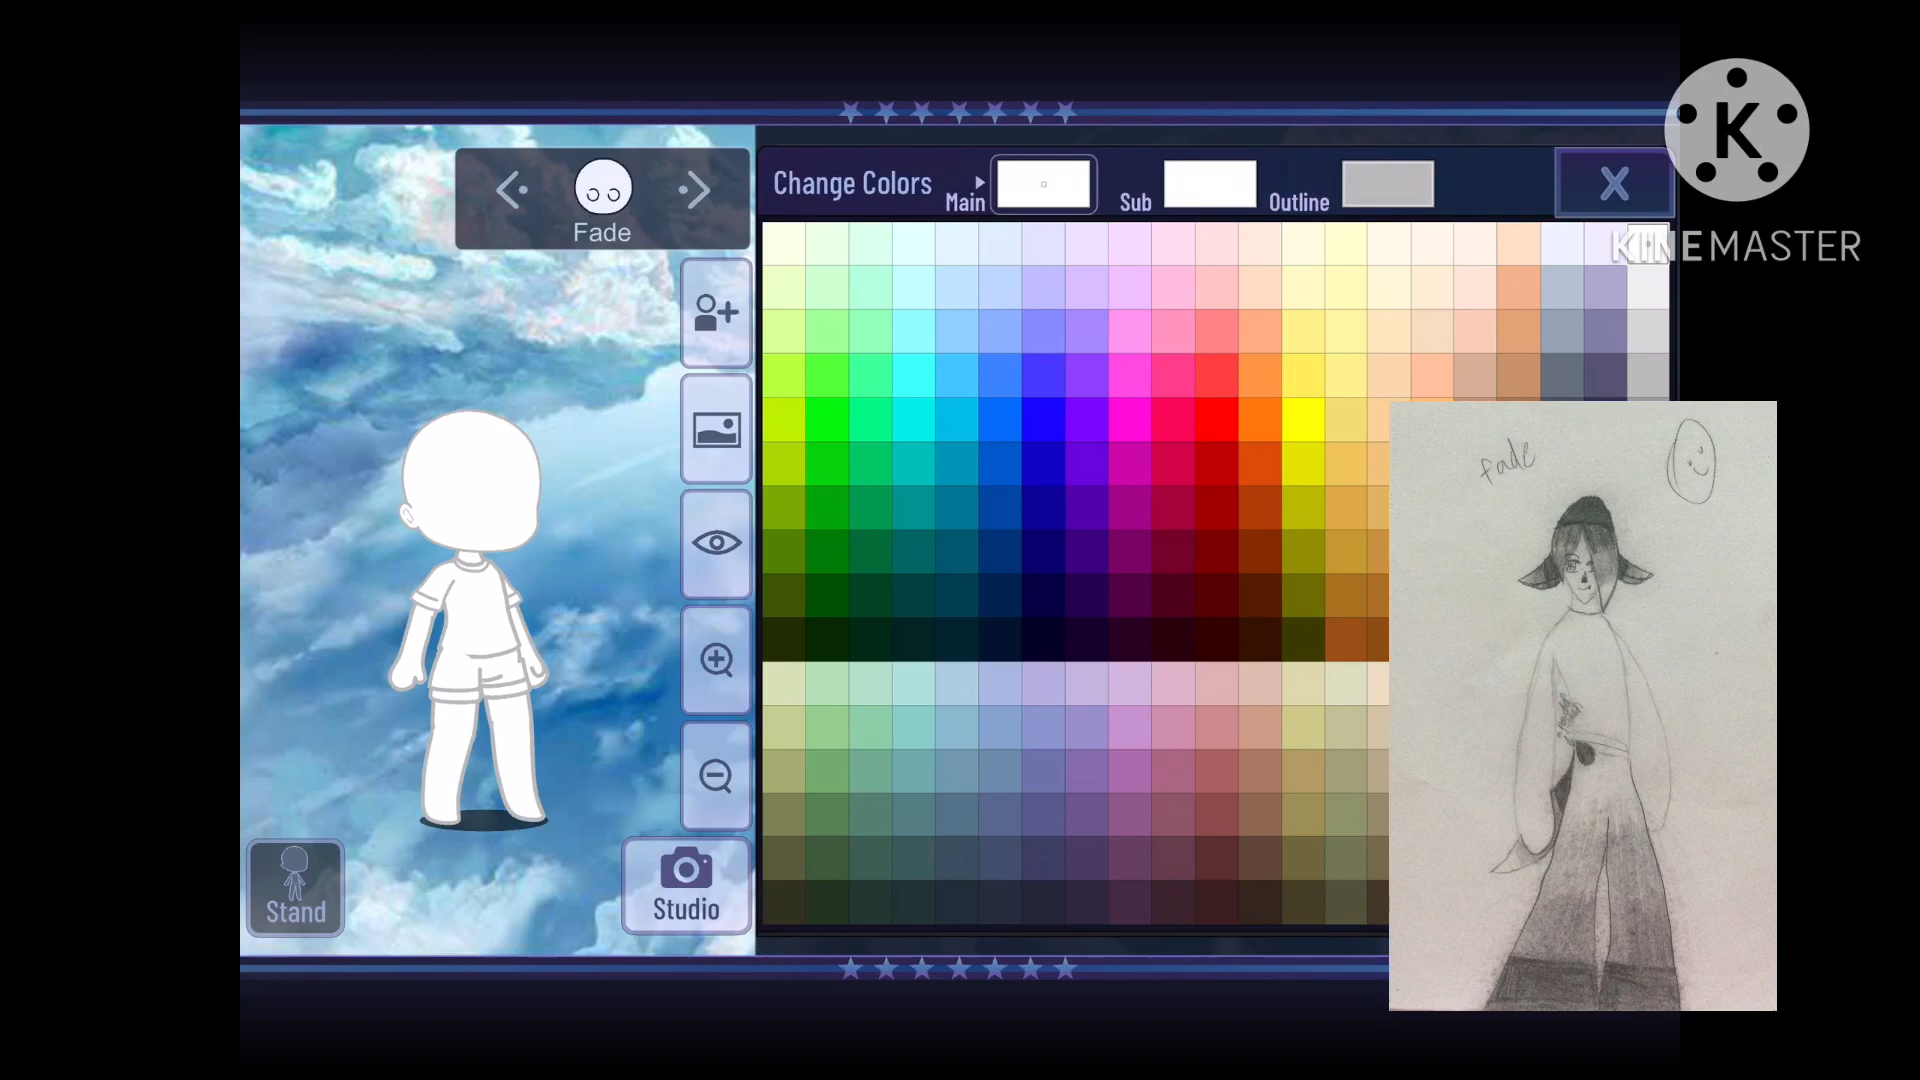 Fade
Change Colors
Main
Sub
Outline
X
K
KINEMASTER
fade
Stand
Studio